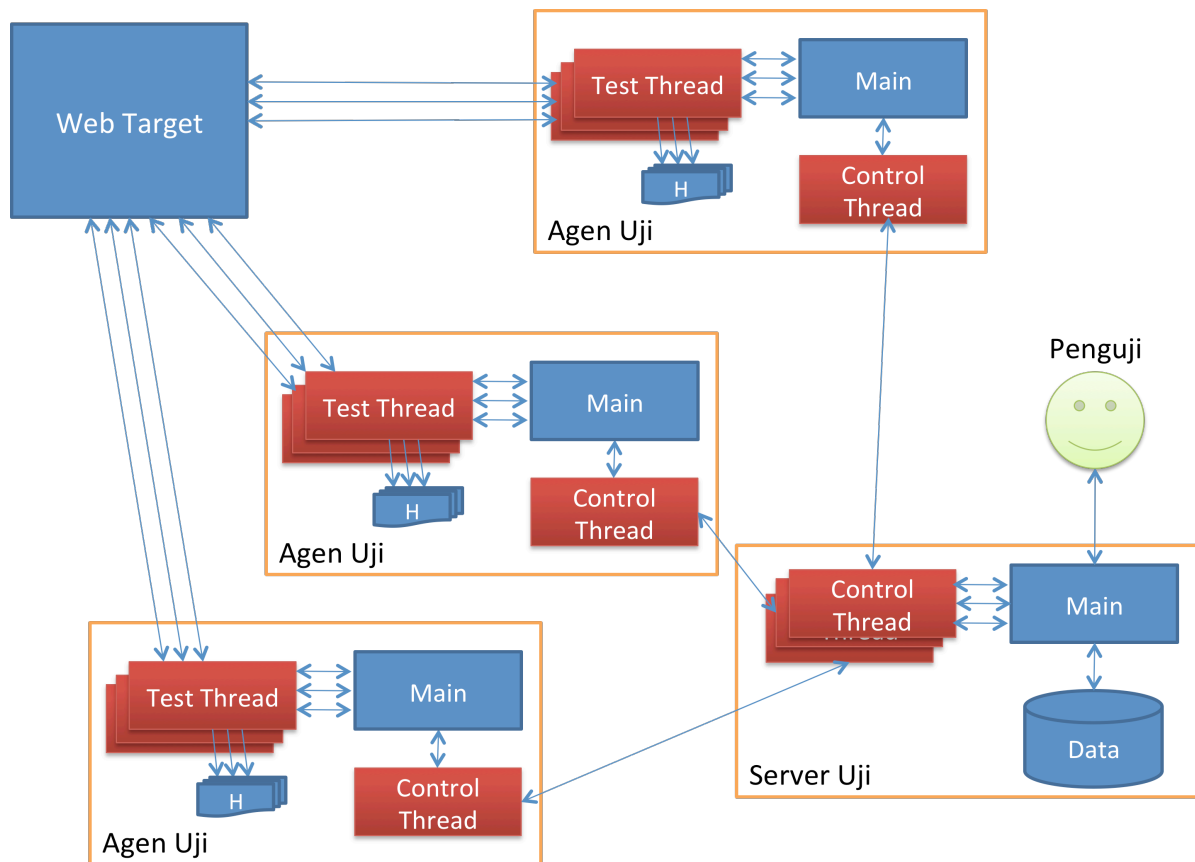 Web Target
Test Thread
Main
H
Control
Thread
Agen Uji
Test Thread
Main
H
Control
Thread
Agen Uji
Penguji
Control
Thread
Thread
Main
Data
Server Uji
Test Thread
Main
H
Control
Thread
Agen Uji